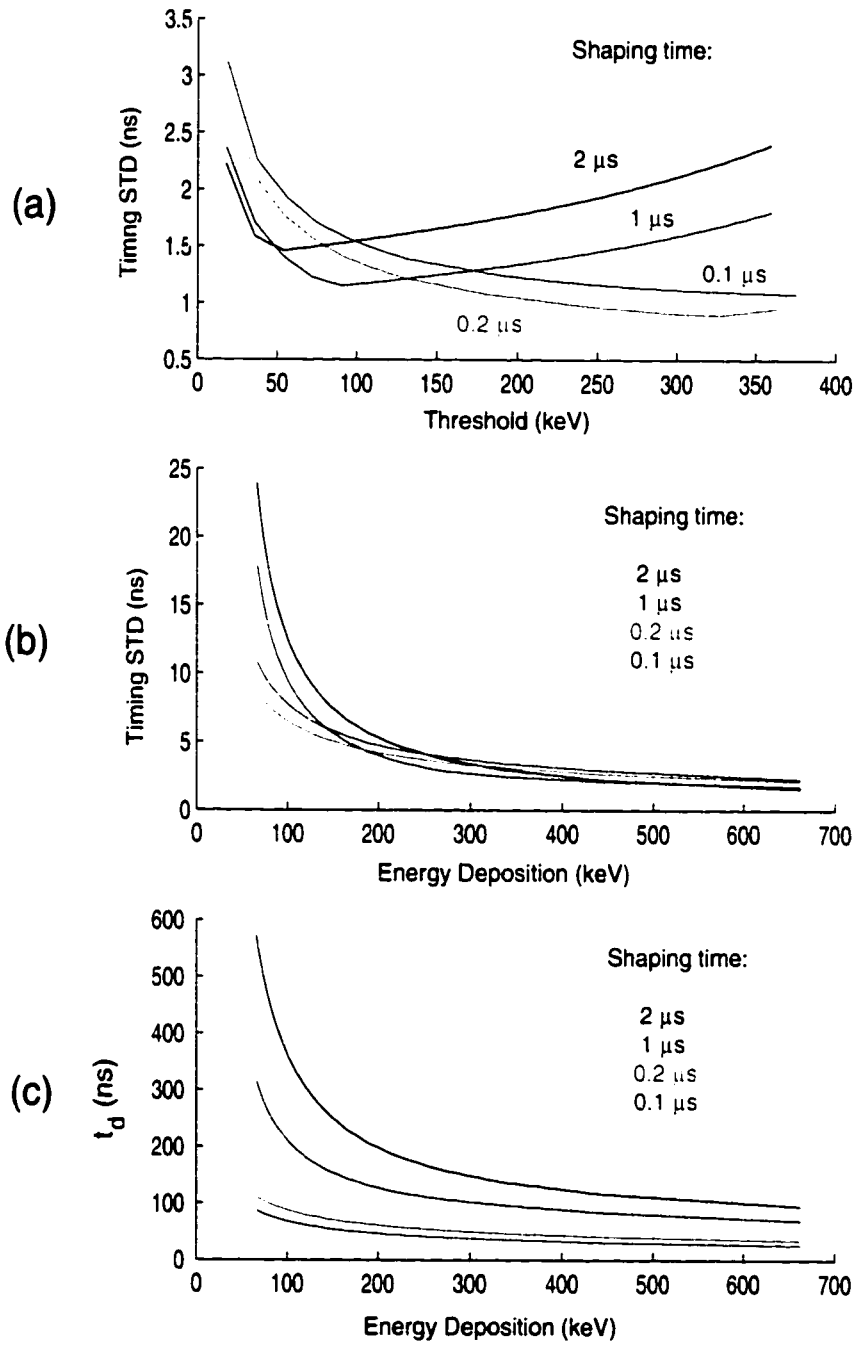 (a)
Timng STD (ns)
3.5
3
2.5
2
1.5
1
0.5
Shaping time:
2 μs
1 μs
0.1 μs
0.2 μs
0
50
100
150
200
250
300
350
400
Threshold (keV)
(b)
Timing STD (ns)
25
20
15
10
5
0
Shaping time:
2 μs
1 μs
0.2 μs
0.1 μs
0
100
200
300
400
500
600
700
Energy Deposition (keV)
(c)
t_d (ns)
600
500
400
300
200
100
0
Shaping time:
2 μs
1 μs
0.2 μs
0.1 μs
0
100
200
300
400
500
600
700
Energy Deposition (keV)